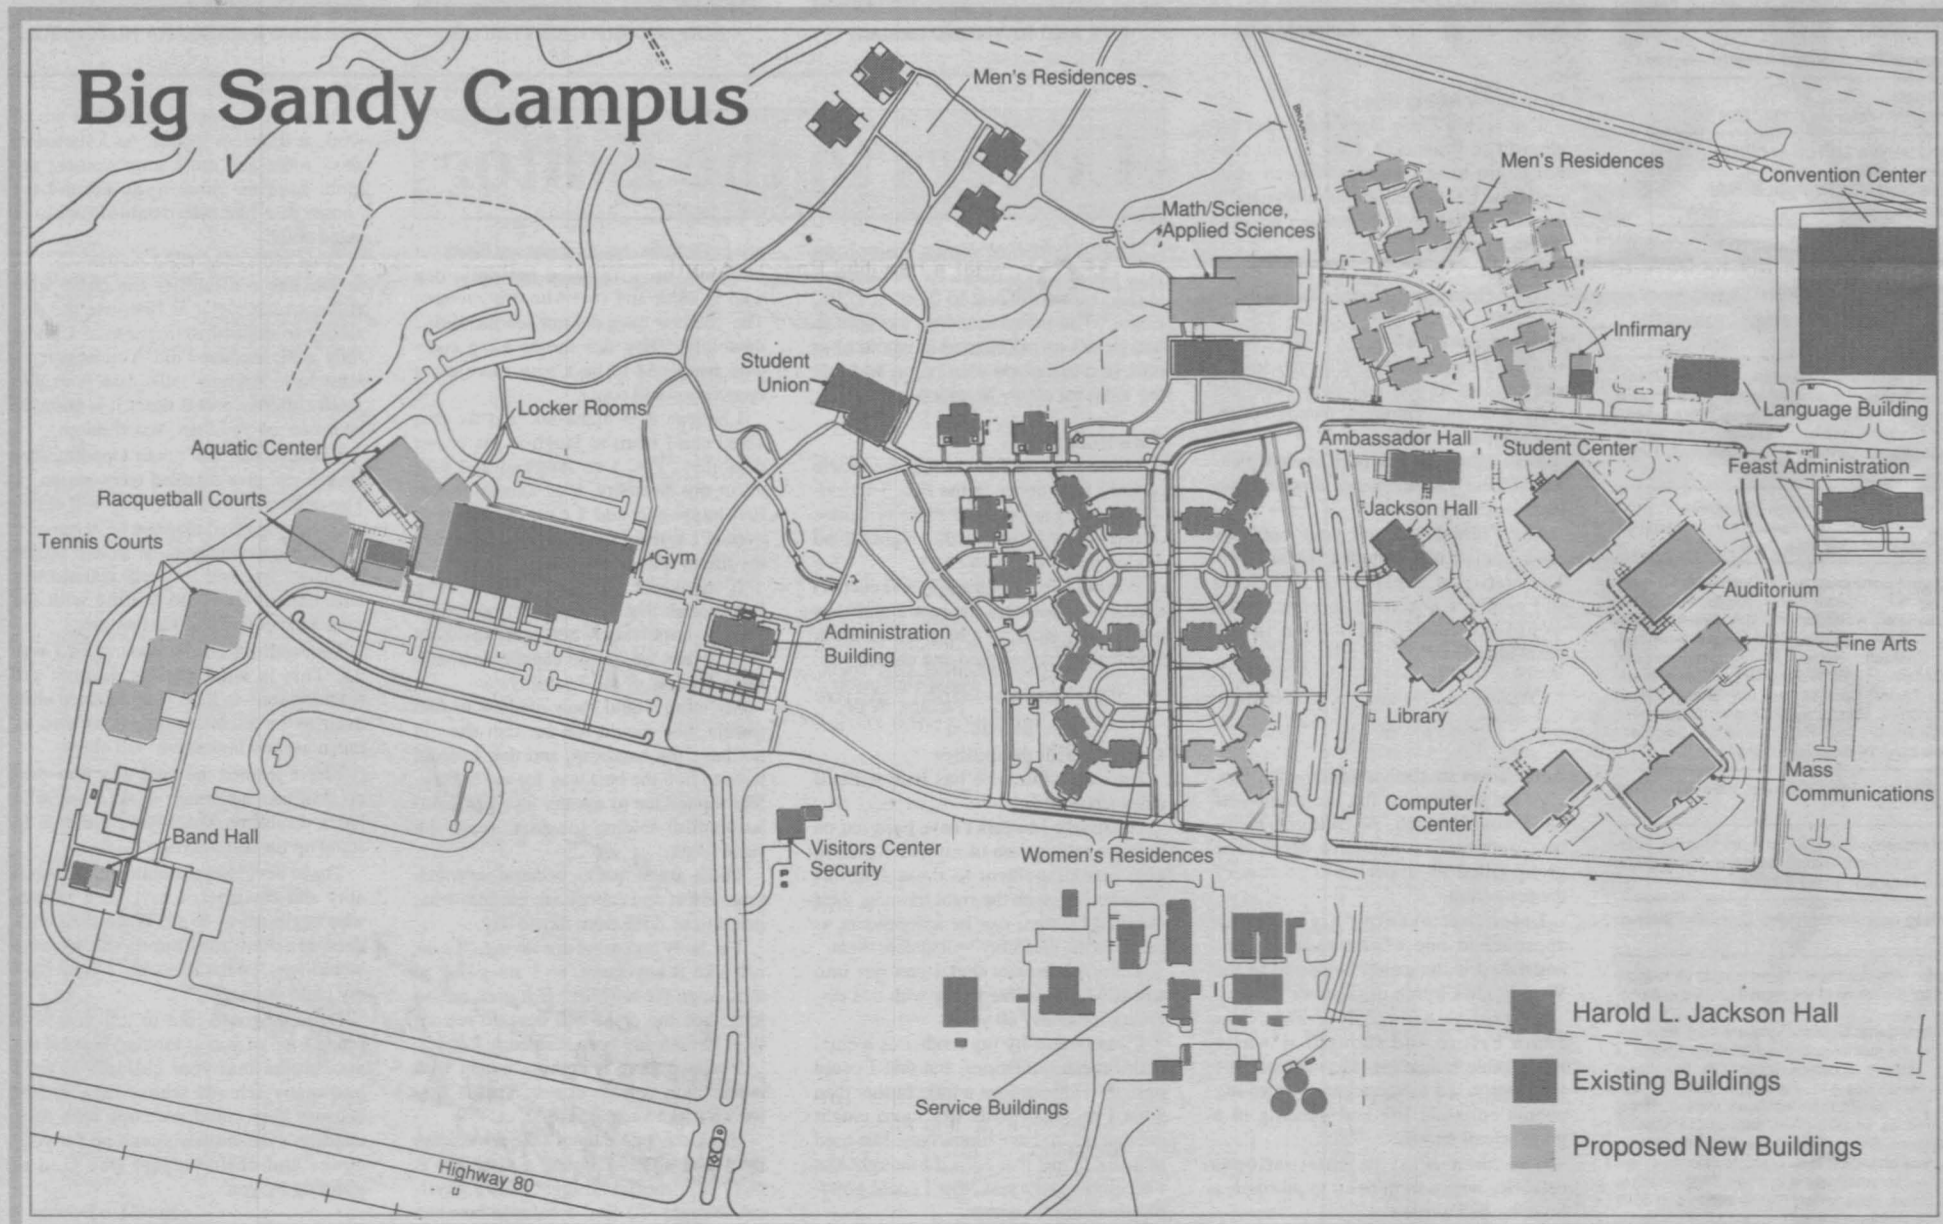 Big Sandy Campus
Men's Residences
Men's Residences
Convention Center
Math/Science,
Applied Sciences
Infirmary
Student
Union
Locker Rooms
Language Building
Aquatic Center
Ambassador Hall
Student Center
Feast Administration
Racquetball Courts
Jackson Hall
Tennis Courts
Gym
Auditorium
Administration
Building
Fine Arts
Library
Mass
Communications
Computer
Center
Band Hall
Visitors Center
Security
Women's Residences
Service Buildings
Harold L. Jackson Hall
Existing Buildings
Proposed New Buildings
Highway 80